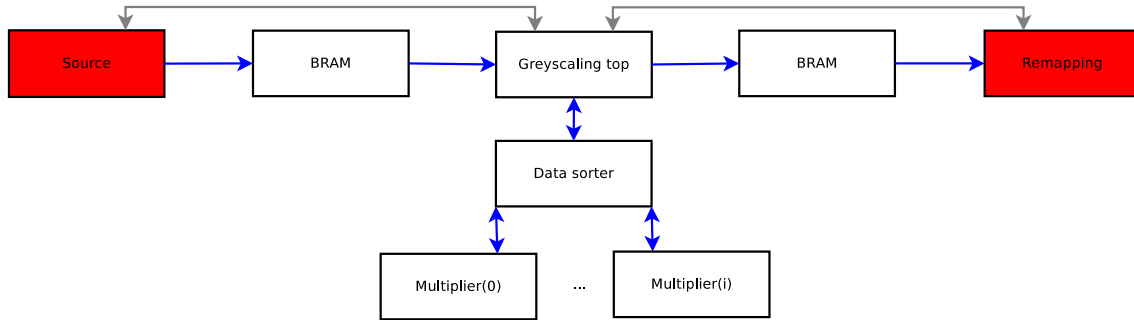 Source
BRAM
Greyscaling top
BRAM
Remapping
Data sorter
Multiplier(0)
...
Multiplier(i)